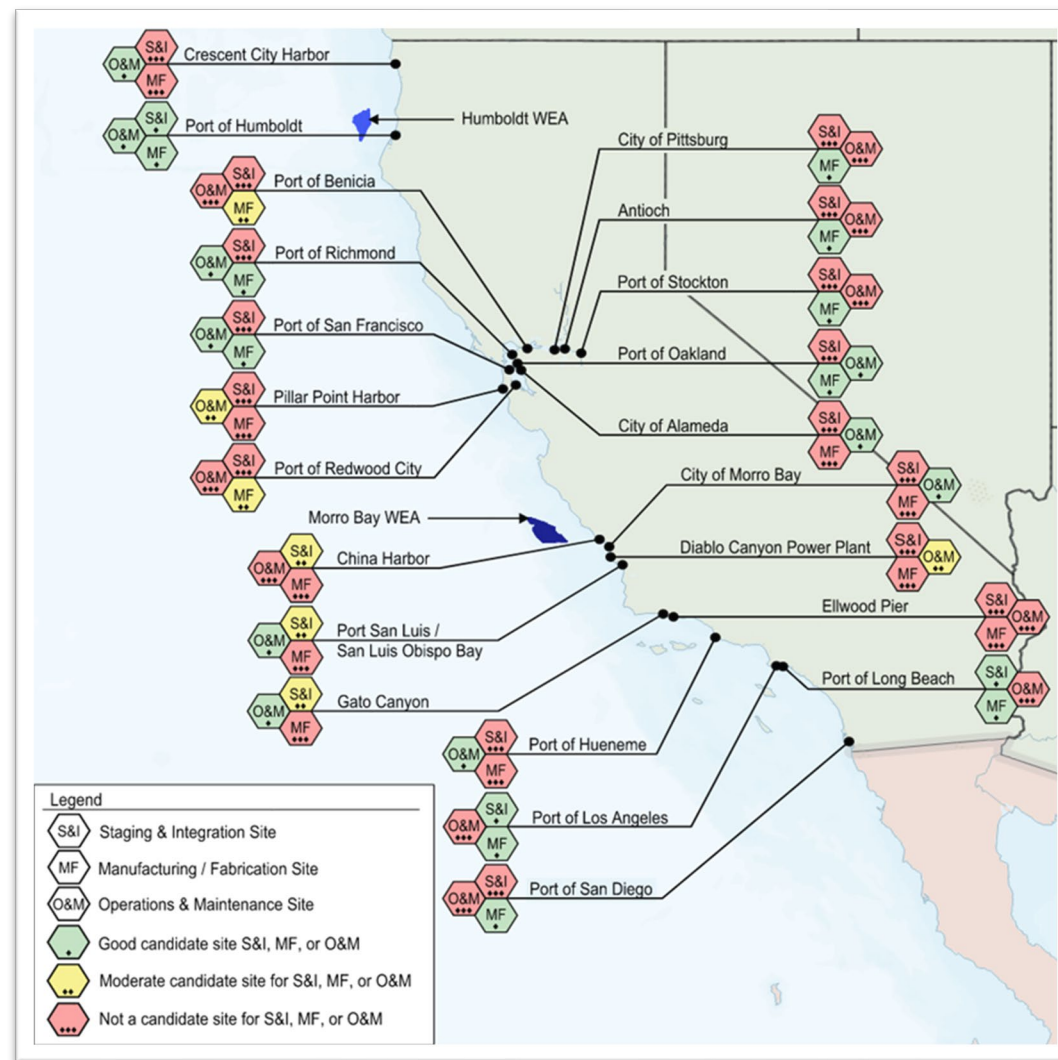 S&I
O&M
MF
Crescent City Harbor
S&I
O&M
MF
Port of Humboldt
Humboldt WEA
S&I
O&M
MF
Port of Benicia
S&I
O&M
MF
Port of Richmond
S&I
O&M
MF
Port of San Francisco
S&I
O&M
MF
Pillar Point Harbor
S&I
O&M
MF
Port of Redwood City
Morro Bay WEA
S&I
O&M
MF
China Harbor
S&I
O&M
MF
Port San Luis /
San Luis Obispo Bay
S&I
O&M
MF
Gato Canyon
City of Pittsburg
S&I
O&M
MF
Antioch
S&I
O&M
MF
Port of Stockton
S&I
O&M
MF
Port of Oakland
S&I
O&M
MF
City of Alameda
S&I
O&M
MF
City of Morro Bay
S&I
O&M
MF
Diablo Canyon Power Plant
S&I
O&M
MF
Ellwood Pier
S&I
O&M
MF
Port of Long Beach
S&I
O&M
MF
S&I
O&M
MF
Port of Hueneme
S&I
O&M
MF
Port of Los Angeles
S&I
O&M
MF
Port of San Diego
Legend
S&I Staging & Integration Site
MF Manufacturing / Fabrication Site
O&M Operations & Maintenance Site
Good candidate site S&I, MF, or O&M
Moderate candidate site for S&I, MF, or O&M
Not a candidate site for S&I, MF, or O&M